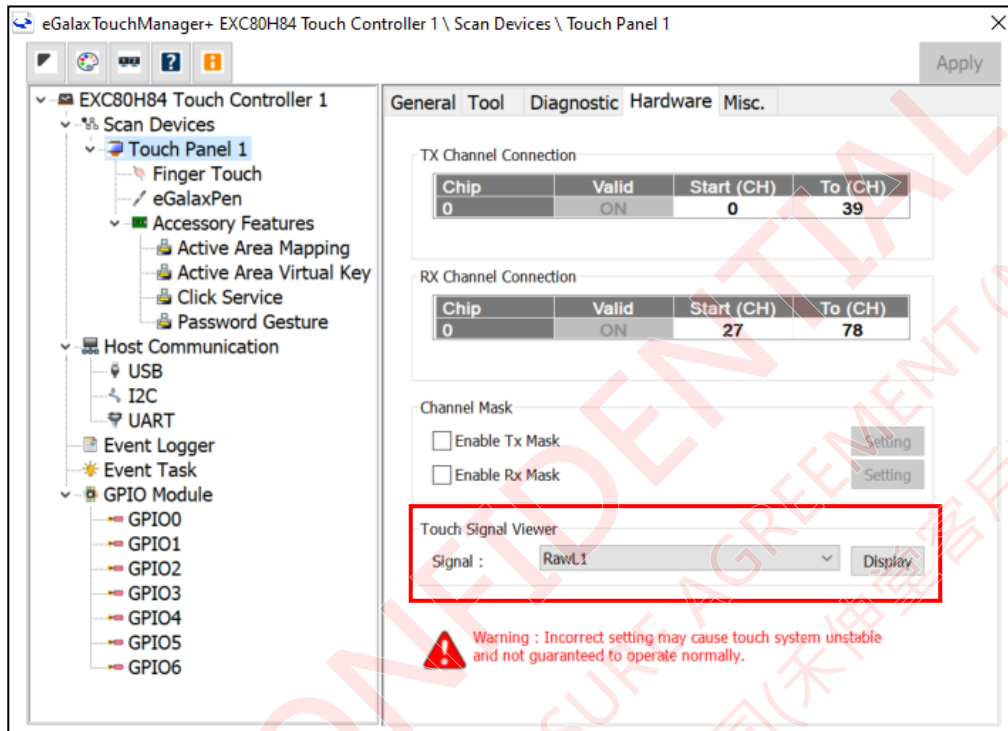 eGalaxTouchManager+ EXC80H84 Touch Controller 1 \ Scan Devices \ Touch Panel 1
Apply
EXC80H84 Touch Controller 1
Scan Devices
Touch Panel 1
Finger Touch
eGalaxPen
Accessory Features
Active Area Mapping
Active Area Virtual Key
Click Service
Password Gesture
Host Communication
USB
I2C
UART
Event Logger
Event Task
GPIO Module
GPIO0
GPIO1
GPIO2
GPIO3
GPIO4
GPIO5
GPIO6
General Tool Diagnostic Hardware Misc.
TX Channel Connection
Chip Valid Start (CH) To (CH)
0 ON 0 39
RX Channel Connection
Chip Valid Start (CH) To (CH)
0 ON 27 78
Channel Mask
Enable Tx Mask Setting
Enable Rx Mask Setting
Touch Signal Viewer
Signal : RawL1 Display
Warning : Incorrect setting may cause touch system unstable
and not guaranteed to operate normally.
CONFIDENTIAL
SURE AGREEMENT